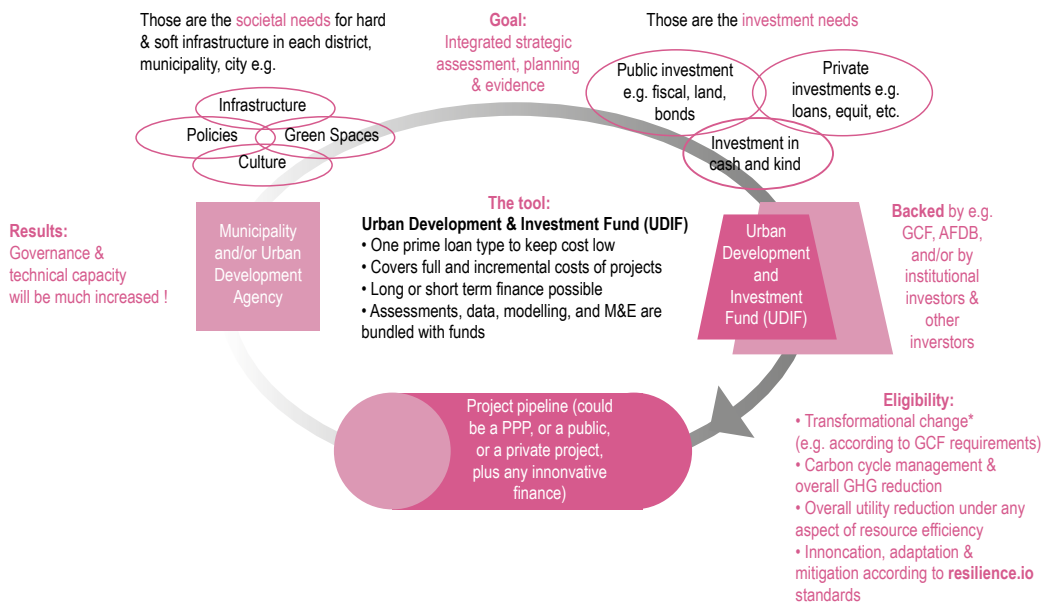 Those are the societal needs for hard
& soft infrastructure in each district,
municipality, city e.g.
Infrastructure
Policies
Green Spaces
Culture
Goal:
Integrated strategic
assessment, planning
& evidence
Those are the investment needs
Public investment
e.g. fiscal, land,
bonds
Private
investments e.g.
loans, equit, etc.
Investment in
cash and kind
Results:
Governance &
technical capacity
will be much increased !
Municipality
and/or Urban
Development
Agency
The tool:
Urban Development & Investment Fund (UDIF)
• One prime loan type to keep cost low
• Covers full and incremental costs of projects
• Long or short term finance possible
• Assessments, data, modelling, and M&E are
bundled with funds
Urban
Development
and
Investment
Fund (UDIF)
Backed by e.g.
GCF, AFDB,
and/or by
institutional
investors &
other
inverstors
Project pipeline (could
be a PPP, or a public,
or a private project,
plus any innonvative
finance)
Eligibility:
• Transformational change*
(e.g. according to GCF requirements)
• Carbon cycle management &
overall GHG reduction
• Overall utility reduction under any
aspect of resource efficiency
• Innoncation, adaptation &
mitigation according to resilience.io
standards